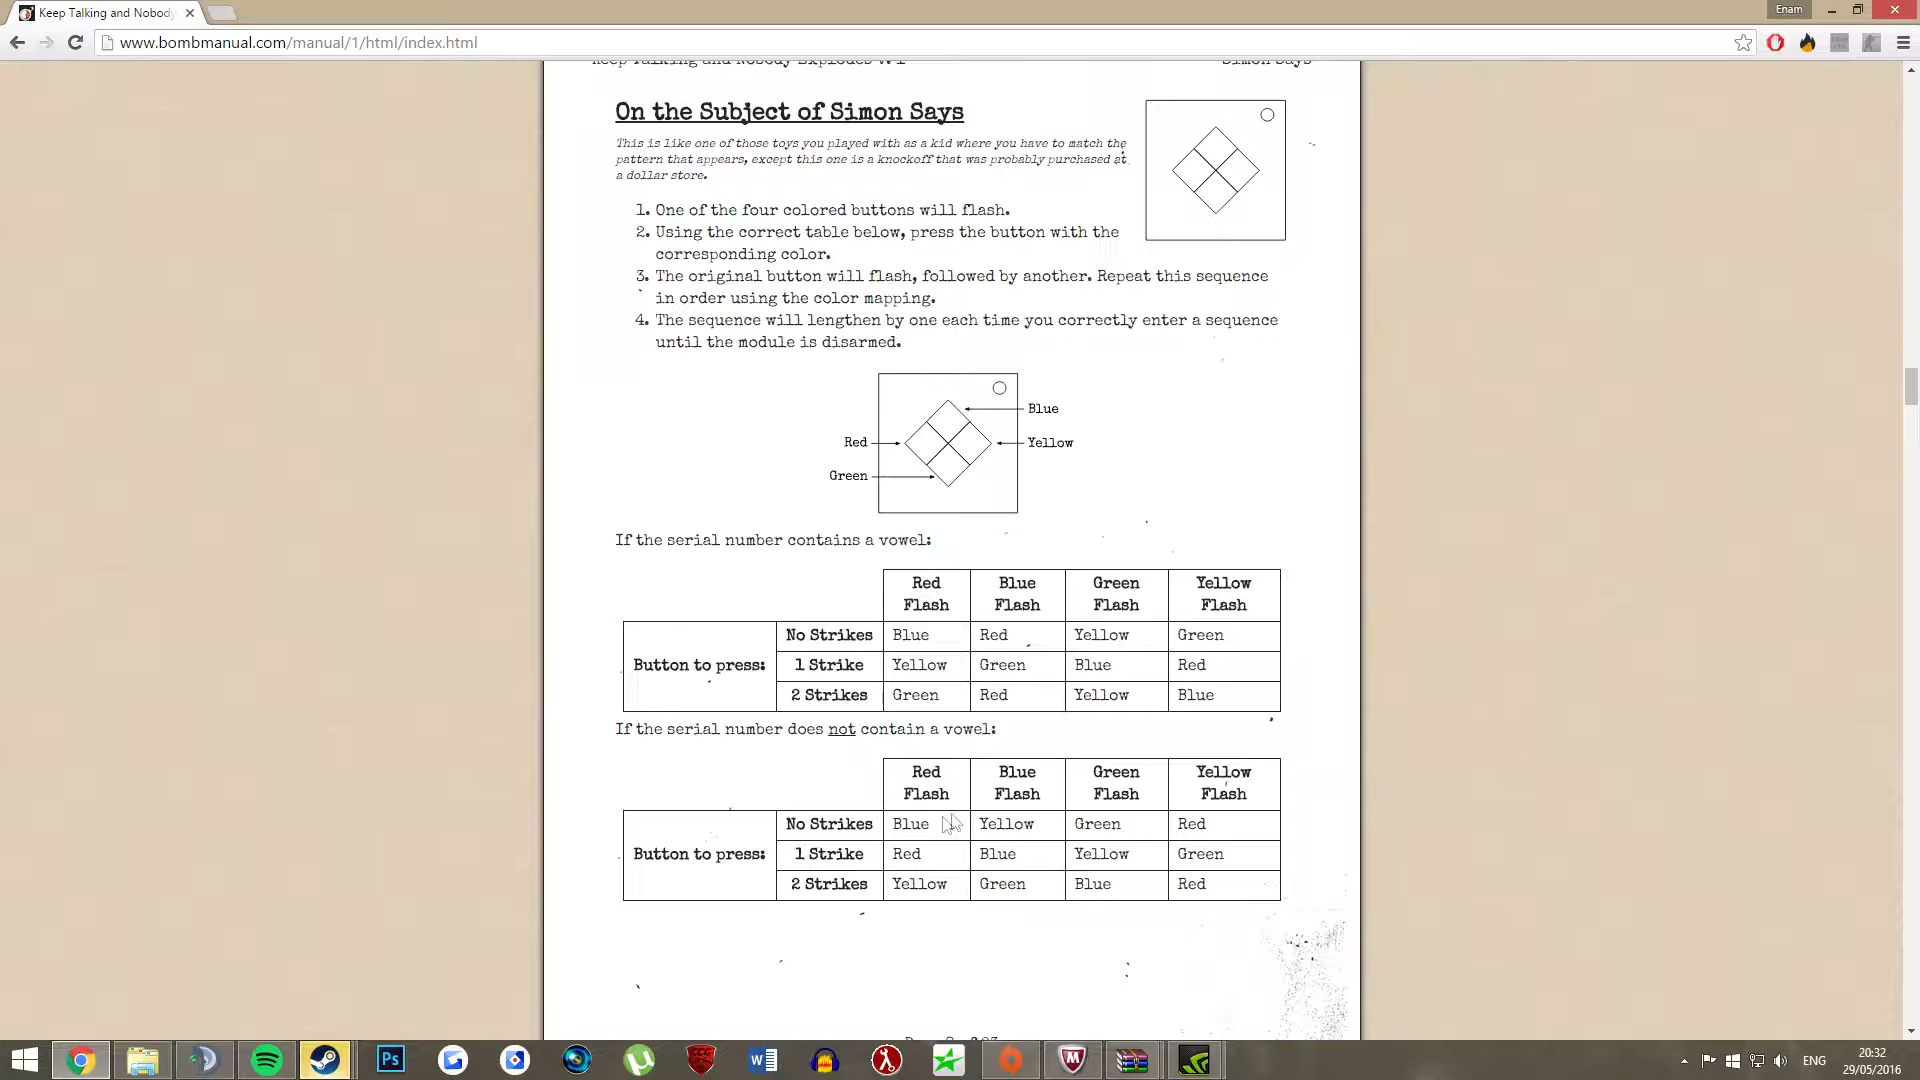 Keep Talking and Nobody
Enam
www.bombmanual.com/manual/1/html/index.html
Keep Talking and Nobody Explodes v. 1 Simon Says
On the Subject of Simon Says
This is like one of those toys you played with as a kid where you have to match the
pattern that appears, except this one is a knockoff that was probably purchased at
a dollar store.
1. One of the four colored buttons will flash.
2. Using the correct table below, press the button with the
corresponding color.
3. The original button will flash, followed by another. Repeat this sequence
in order using the color mapping.
4. The sequence will lengthen by one each time you correctly enter a sequence
until the module is disarmed.
Blue
Red Yellow
Green
If the serial number contains a vowel:
Red Flash Blue Flash Green Flash Yellow Flash
Button to press:
No Strikes Blue Red Yellow Green
1 Strike Yellow Green Blue Red
2 Strikes Green Red Yellow Blue
If the serial number does not contain a vowel:
Red Flash Blue Flash Green Flash Yellow Flash
Button to press:
No Strikes Blue Yellow Green Red
1 Strike Red Blue Yellow Green
2 Strikes Yellow Green Blue Red
ENG
20:32
29/05/2016